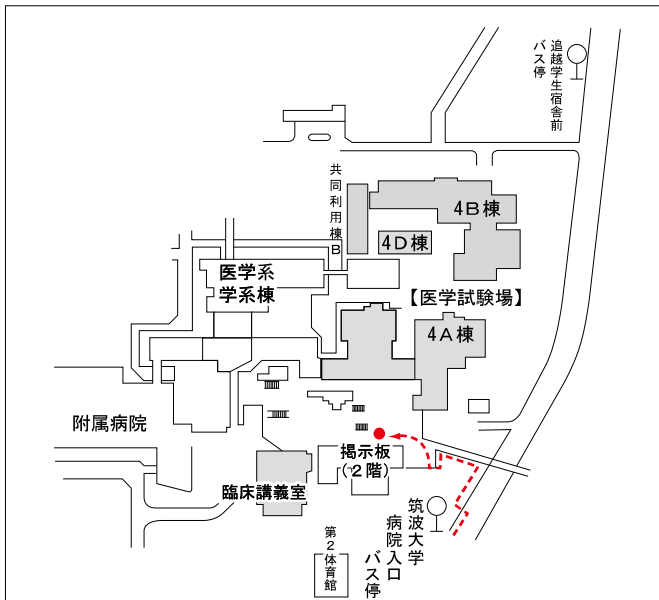 追越学生宿舎前
バス停
共同利用棟B
4B棟
4D棟
医学系
学系棟
【医学試験場】
4A棟
附属病院
掲示板
(2階)
臨床講義室
筑波大学
病院入口
バス停
第2体育館